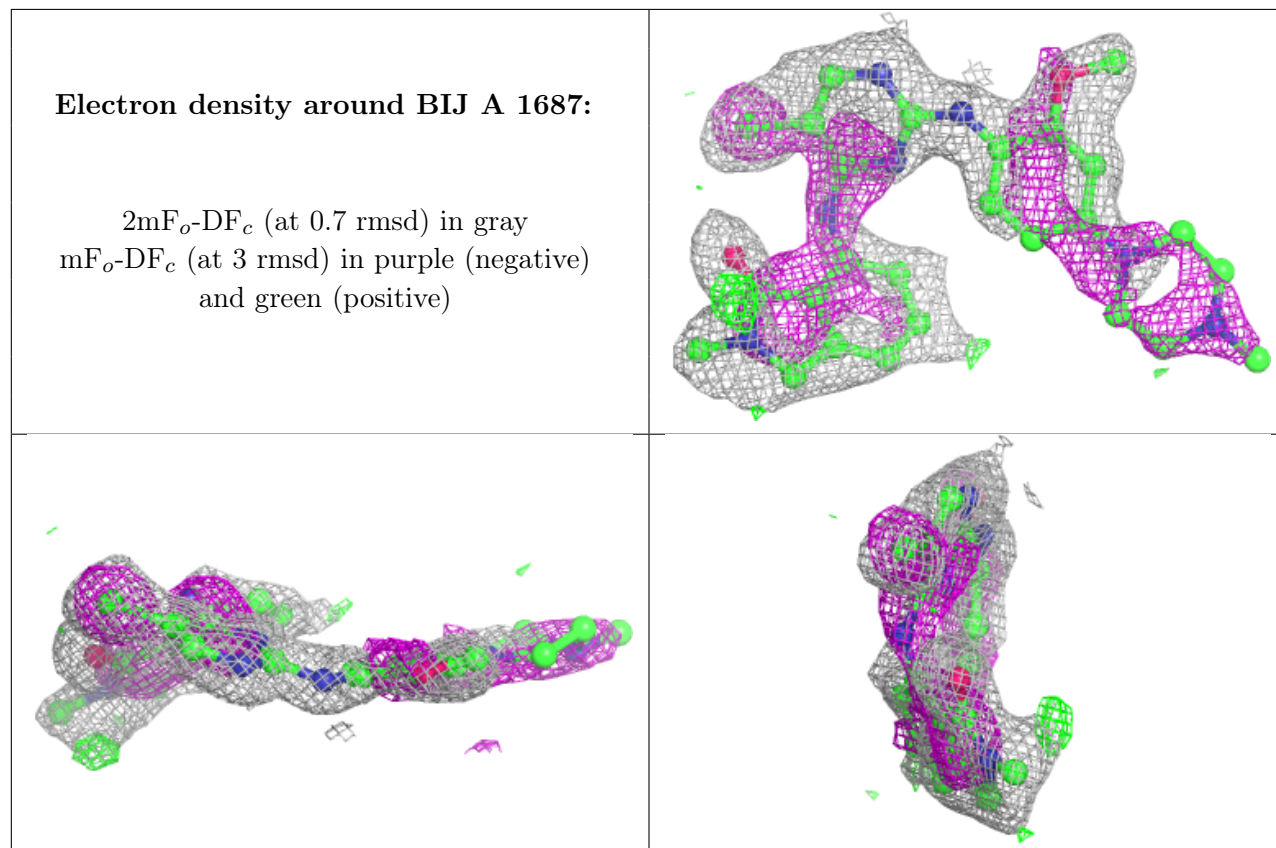 Electron density around BIJ A 1687:
2mFo-DFc (at 0.7 rmsd) in gray
mFo-DFc (at 3 rmsd) in purple (negative)
and green (positive)